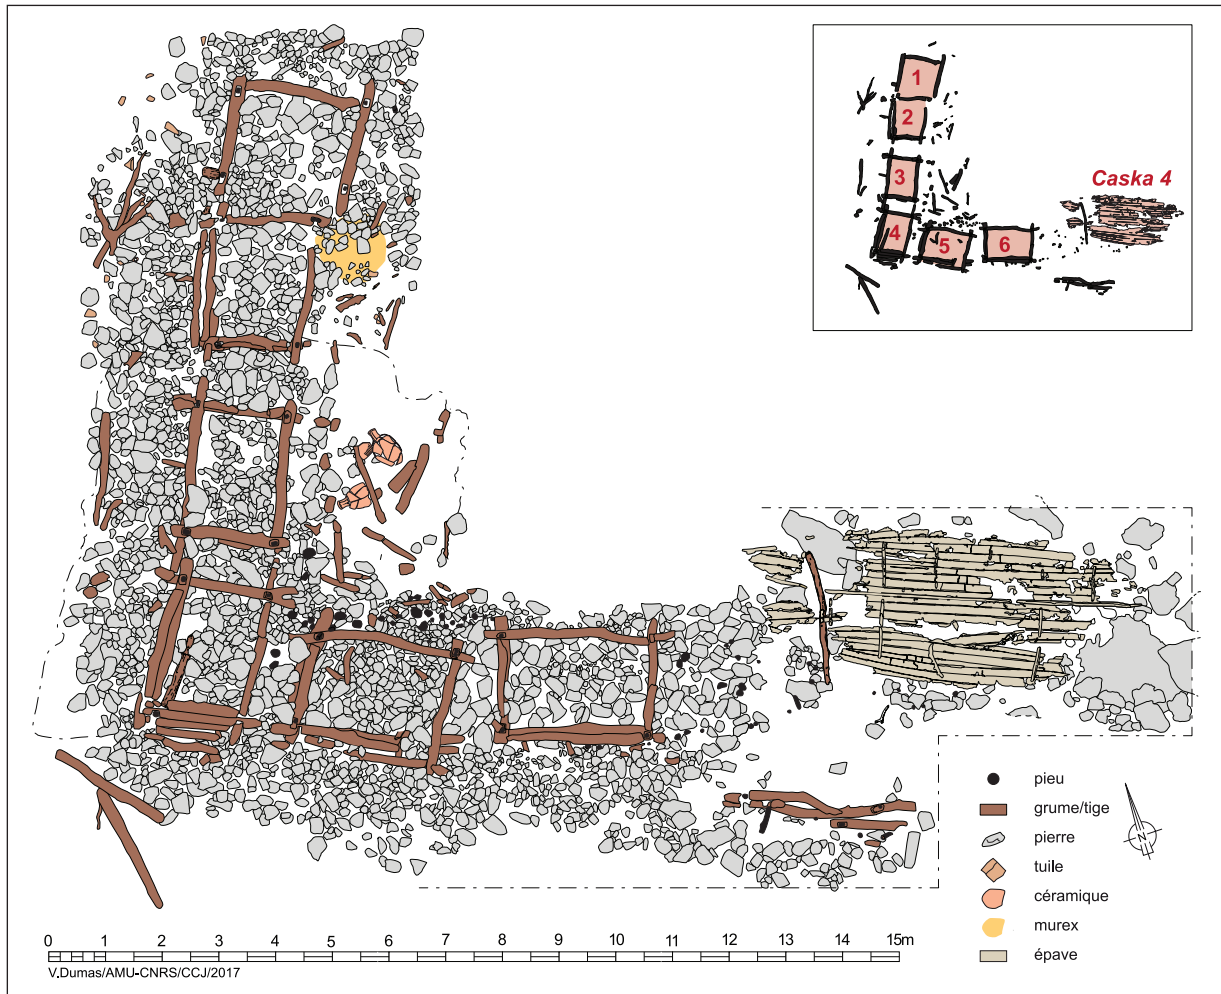 1
2
3
4
5
6
Caska 4
pieu
grume/tige
pierre
N
tuile
céramique
murex
épave
0 1 2 3 4 5 6 7 8 9 10 11 12 13 14 15m
V.Dumas/AMU-CNRS/CCJ/2017